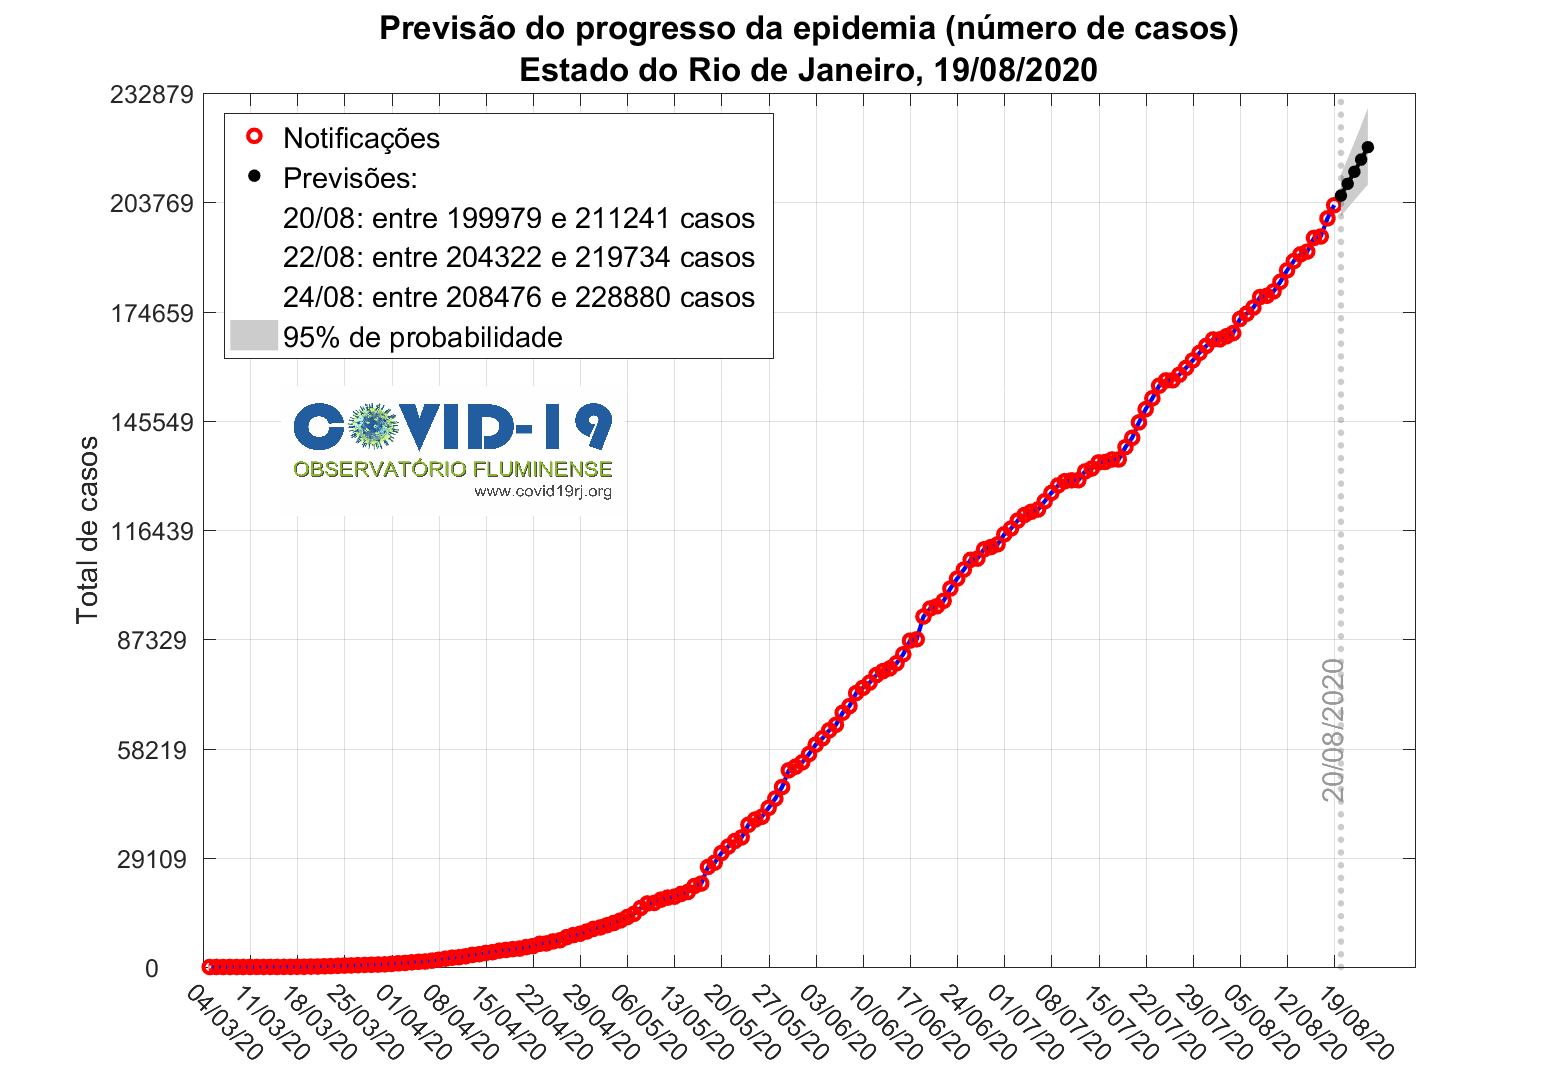 Previsão do progresso da epidemia (número de casos)
Estado do Rio de Janeiro, 19/08/2020
232879
203769
174659
145549
116439
87329
58219
29109
0
Total de casos
Notificações
Previsões:
20/08: entre 199979 e 211241 casos
22/08: entre 204322 e 219734 casos
24/08: entre 208476 e 228880 casos
95% de probabilidade
COVID-19
OBSERVATÓRIO FLUMINENSE
www.covid19rj.org
20/08/2020
04/03/20
11/03/20
18/03/20
25/03/20
01/04/20
08/04/20
15/04/20
22/04/20
29/04/20
06/05/20
13/05/20
20/05/20
27/05/20
03/06/20
10/06/20
17/06/20
24/06/20
01/07/20
08/07/20
15/07/20
22/07/20
29/07/20
05/08/20
12/08/20
19/08/20